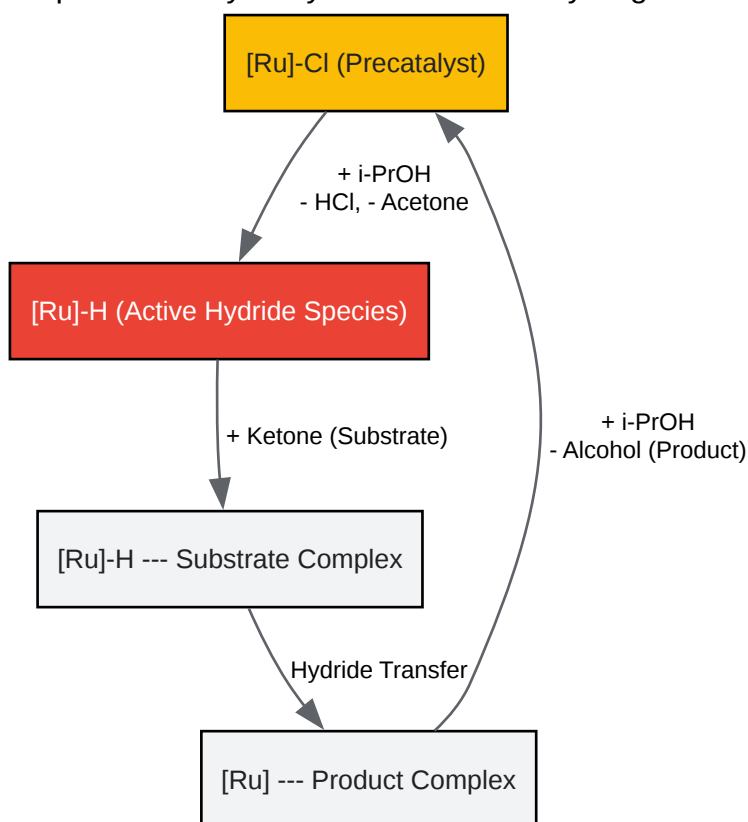 [Ru]-Cl (Precatalyst)
+ i-PrOH
- HCl, - Acetone
[Ru]-H (Active Hydride Species)
+ Ketone (Substrate)
+ i-PrOH
- Alcohol (Product)
[Ru]-H --- Substrate Complex
Hydride Transfer
[Ru] --- Product Complex